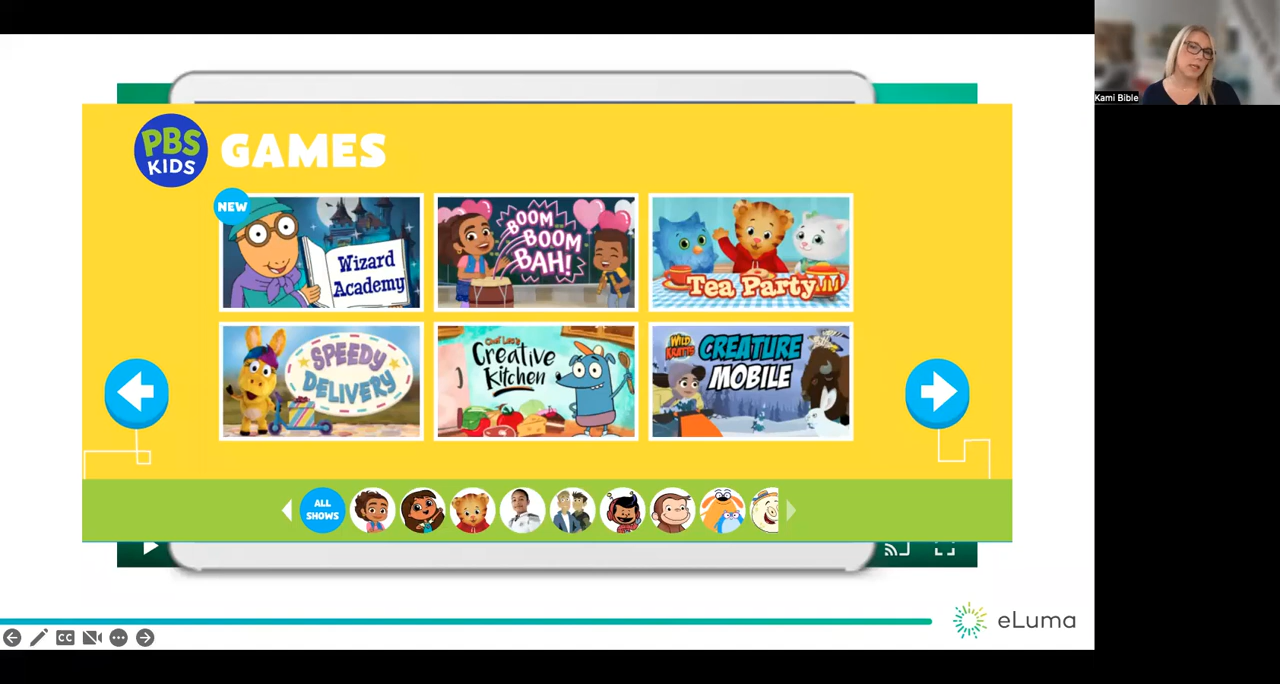 Kami Bible
PBS
KIDS
GAMES
NEW
Wizard
Academy
BOOM
BOOM
BAH!
Tea Party
SPEEDY
DELIVERY
Chef Leo's
Creative
Kitchen
WILD
KRATTS
CREATURE
MOBILE
ALL
SHOWS
eLuma
CC